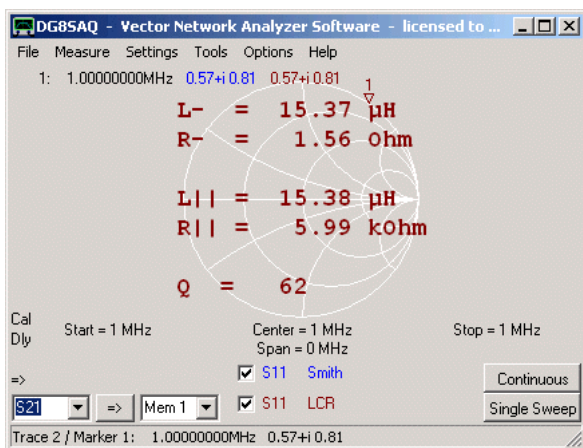 DG8SAQ - Vector Network Analyzer Software - licensed to ...
File Measure Settings Tools Options Help
1: 1.00000000MHz 0.57+i 0.81 0.57+i 0.81
1
L- = 15.37 µH
R- = 1.56 Ohm
L|| = 15.38 µH
R|| = 5.99 kOhm
Q = 62
Cal
Dly
Start = 1 MHz Center = 1 MHz Stop = 1 MHz
Span = 0 MHz
=> S11 Smith Continuous
S21 => Mem 1 S11 LCR Single Sweep
Trace 2 / Marker 1: 1.00000000MHz 0.57+i 0.81